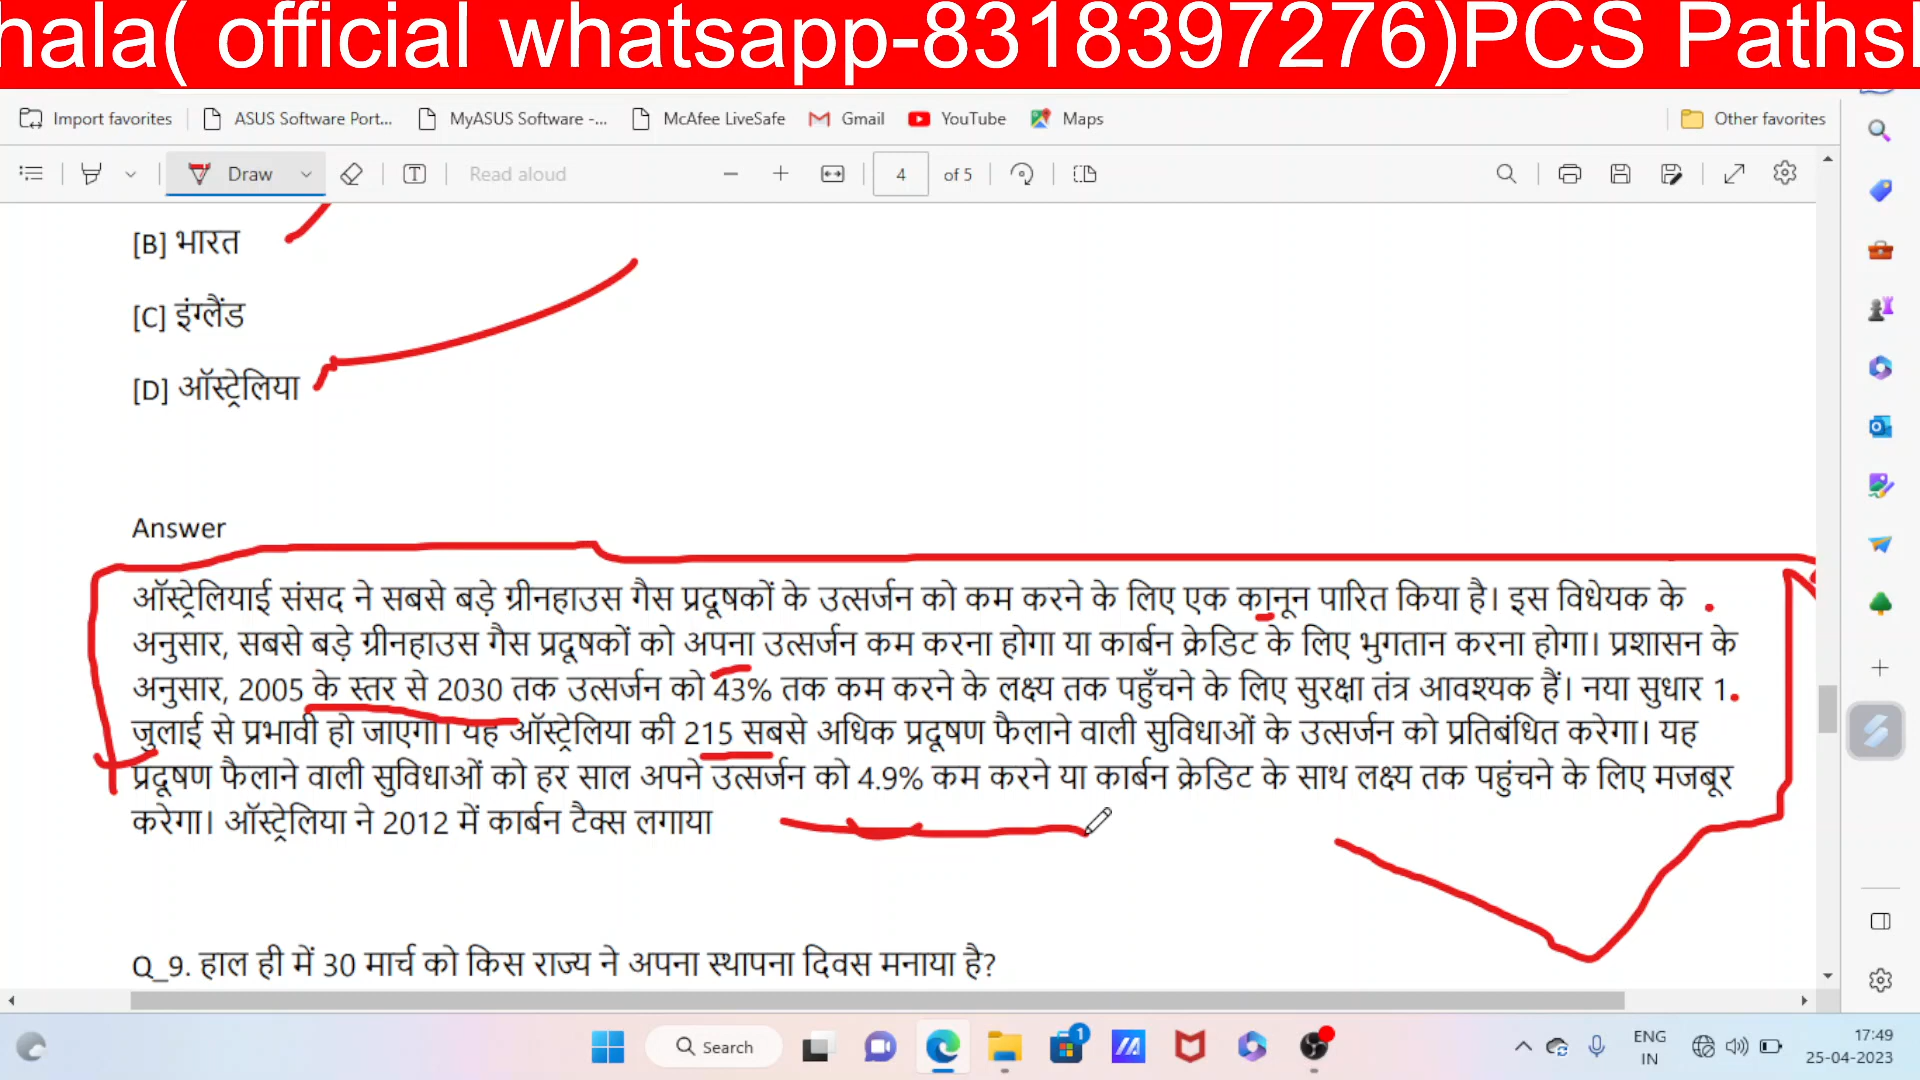 hala( official whatsapp-8318397276)PCS Pathsl
Import favorites ASUS Software Port... MyASUS Software -... McAfee LiveSafe Gmail YouTube Maps Other favorites
Draw Read aloud 4 of 5
[B] भारत
[C] इंग्लैंड
[D] ऑस्ट्रेलिया
Answer
ऑस्ट्रेलियाई संसद ने सबसे बड़े ग्रीनहाउस गैस प्रदूषकों के उत्सर्जन को कम करने के लिए एक कानून पारित किया है। इस विधेयक के
अनुसार, सबसे बड़े ग्रीनहाउस गैस प्रदूषकों को अपना उत्सर्जन कम करना होगा या कार्बन क्रेडिट के लिए भुगतान करना होगा। प्रशासन के
अनुसार, 2005 के स्तर से 2030 तक उत्सर्जन को 43% तक कम करने के लक्ष्य तक पहुँचने के लिए सुरक्षा तंत्र आवश्यक हैं। नया सुधार 1
जुलाई से प्रभावी हो जाएगा। यह ऑस्ट्रेलिया की 215 सबसे अधिक प्रदूषण फैलाने वाली सुविधाओं के उत्सर्जन को प्रतिबंधित करेगा। यह
प्रदूषण फैलाने वाली सुविधाओं को हर साल अपने उत्सर्जन को 4.9% कम करने या कार्बन क्रेडिट के साथ लक्ष्य तक पहुंचने के लिए मजबूर
करेगा। ऑस्ट्रेलिया ने 2012 में कार्बन टैक्स लगाया
Q_9. हाल ही में 30 मार्च को किस राज्य ने अपना स्थापना दिवस मनाया है?
Search 1 ENG 17:49
IN 25-04-2023